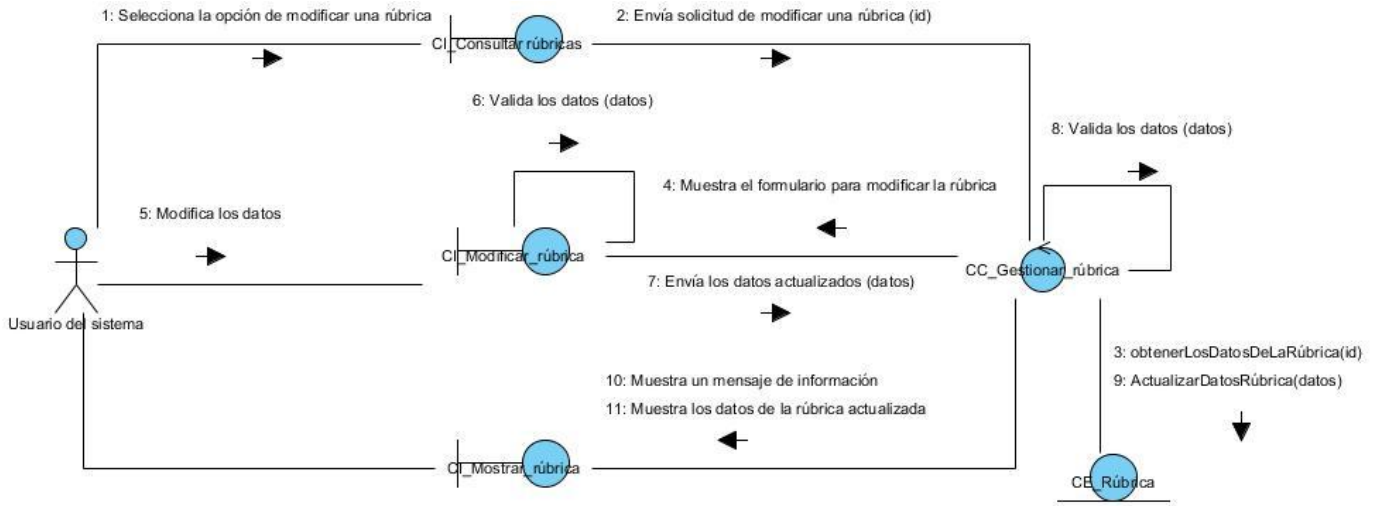 1: Selecciona la opción de modificar una rúbrica
2: Envía solicitud de modificar una rúbrica (id)
CI_Consultar rúbricas
6: Valida los datos (datos)
8: Valida los datos (datos)
4: Muestra el formulario para modificar la rúbrica
5: Modifica los datos
CI_Modificar_rúbrica
CC_Gestionar_rúbrica
7: Envía los datos actualizados (datos)
Usuario del sistema
3: obtenerLosDatosDeLaRúbrica(id)
9: ActualizarDatosRúbrica(datos)
10: Muestra un mensaje de información
11: Muestra los datos de la rúbrica actualizada
CI_Mostrar_rúbrica
CE_Rúbrica